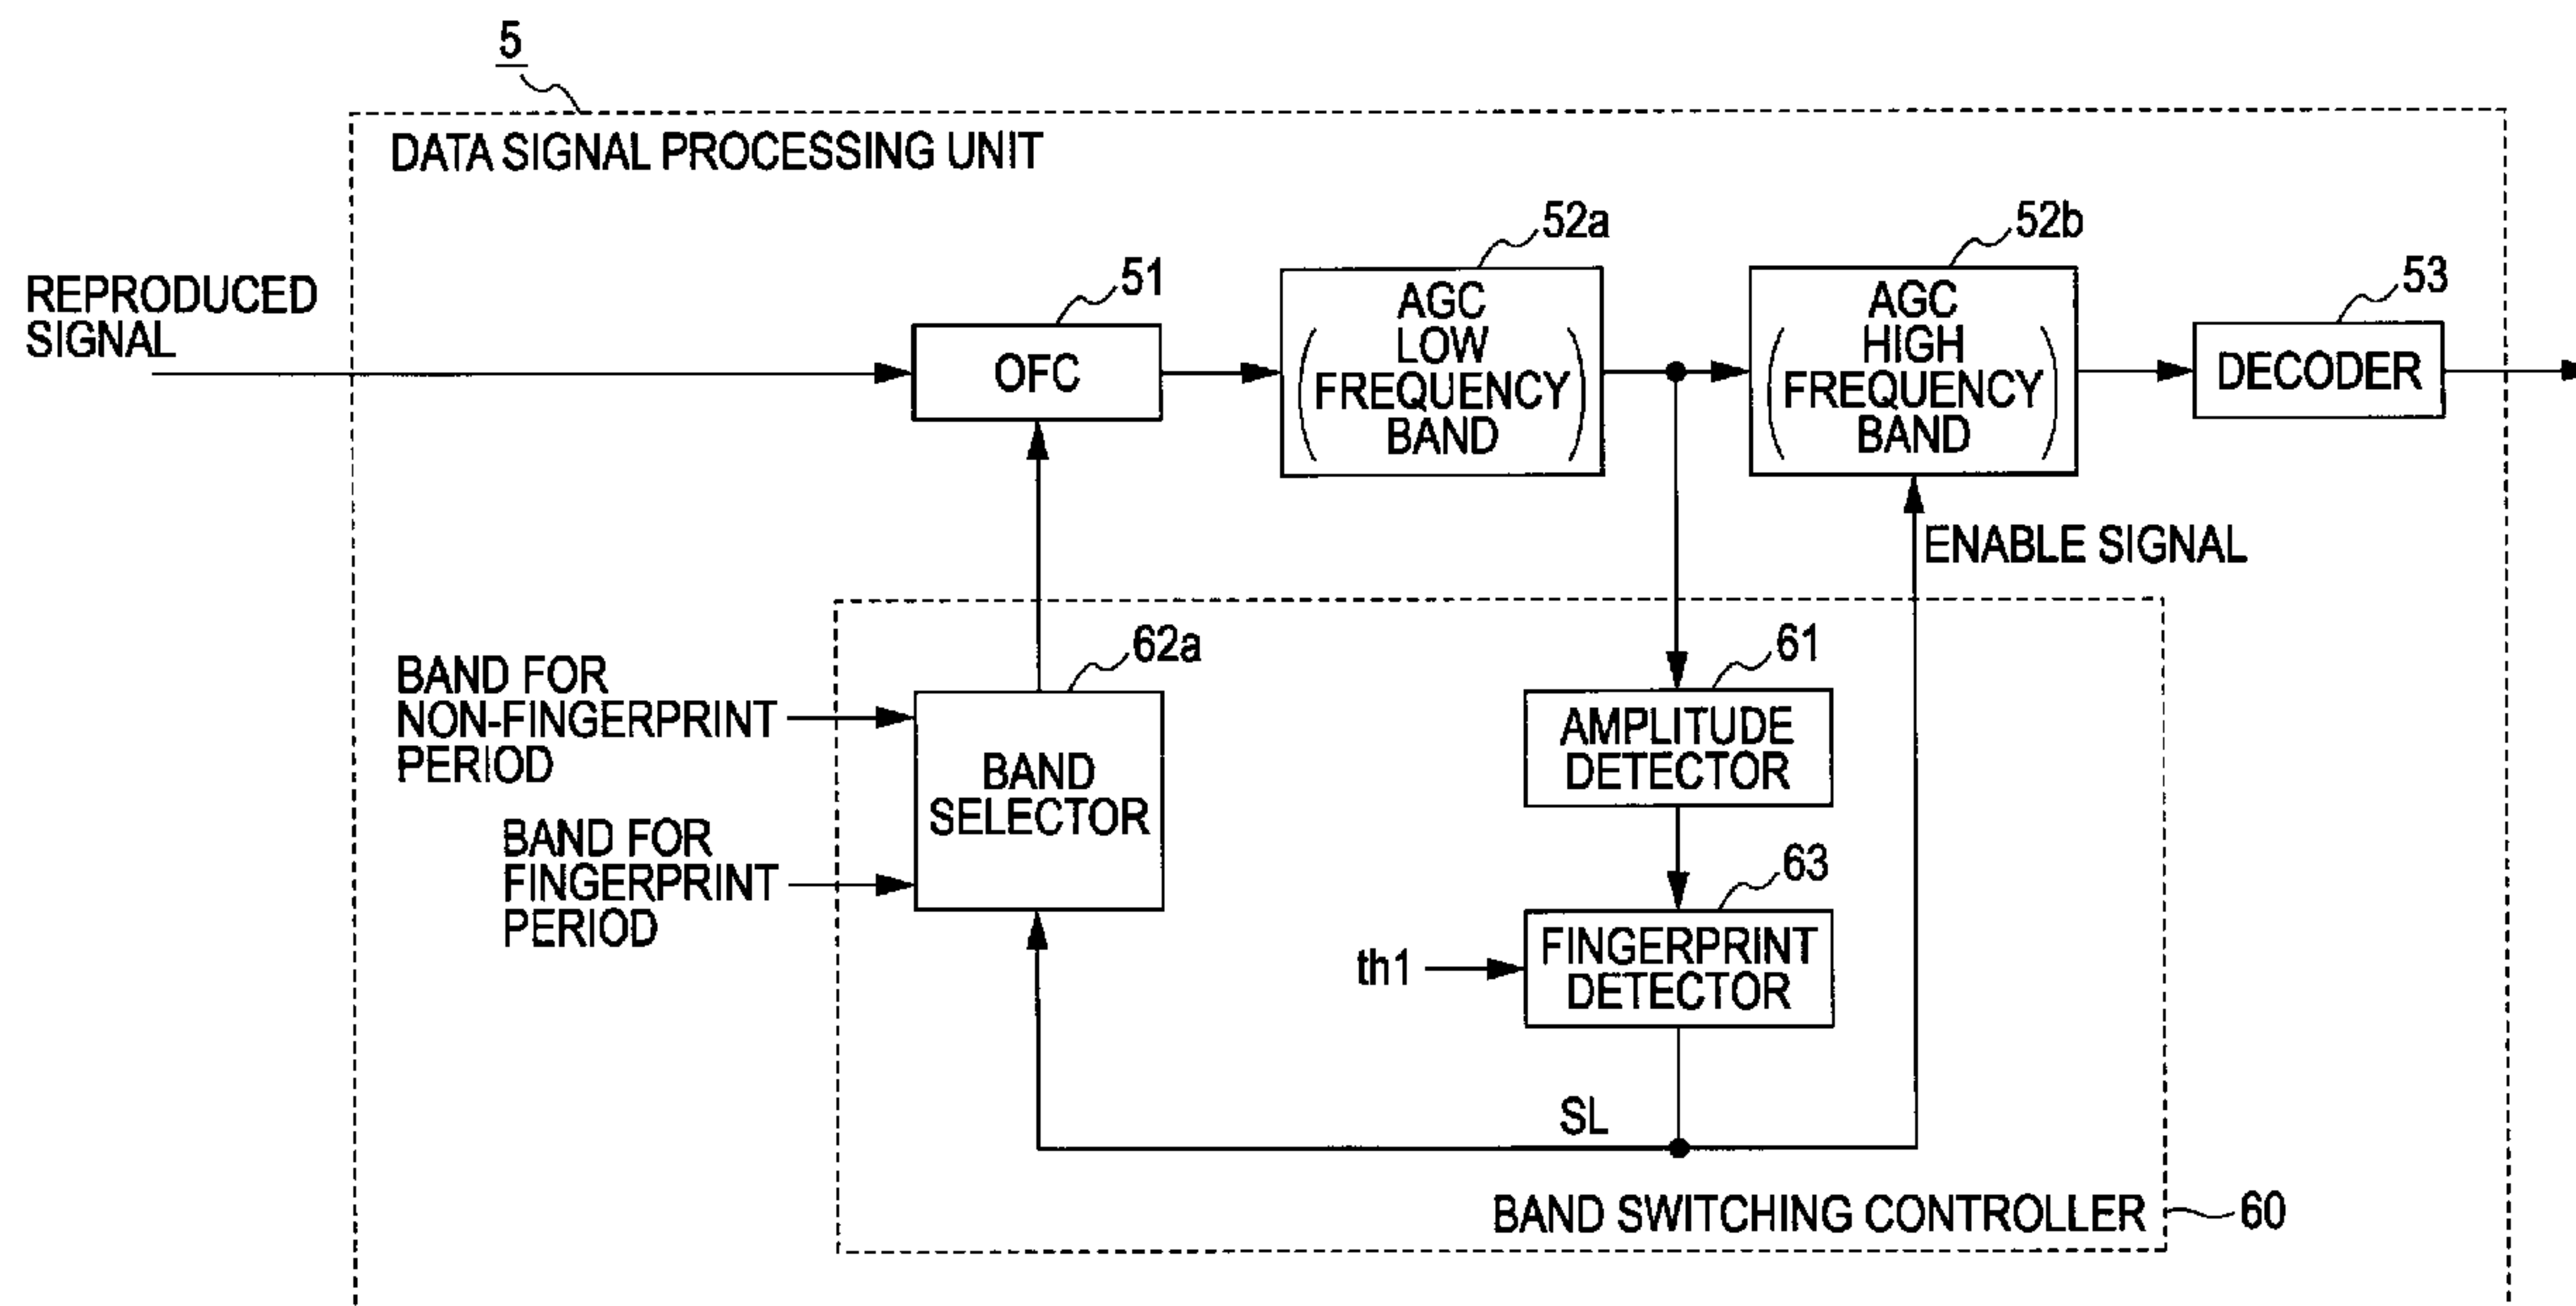 5
DATA SIGNAL PROCESSING UNIT
REPRODUCED
SIGNAL
51
OFC
52a
AGC
LOW
FREQUENCY
BAND
52b
AGC
HIGH
FREQUENCY
BAND
53
DECODER
ENABLE SIGNAL
BAND FOR
NON-FINGERPRINT
PERIOD
BAND FOR
FINGERPRINT
PERIOD
62a
BAND
SELECTOR
61
AMPLITUDE
DETECTOR
63
th1
FINGERPRINT
DETECTOR
SL
BAND SWITCHING CONTROLLER
60